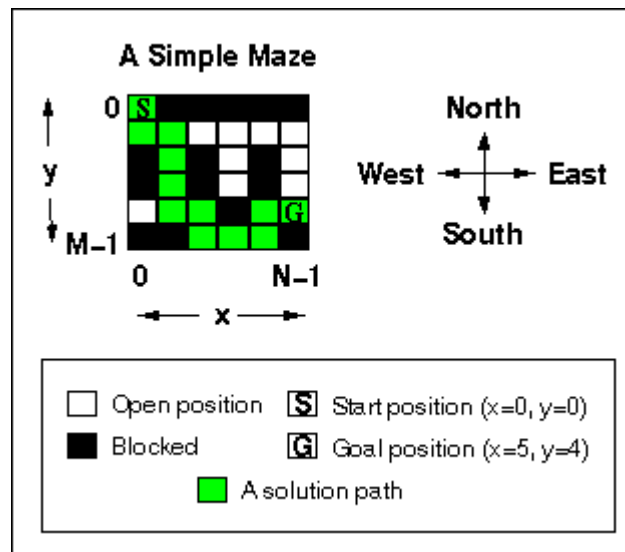 A Simple Maze
0 S
North
y
West East
G
South
M-1
0 N-1
x
Open position S Start position (x=0, y=0)
Blocked G Goal position (x=5, y=4)
A solution path